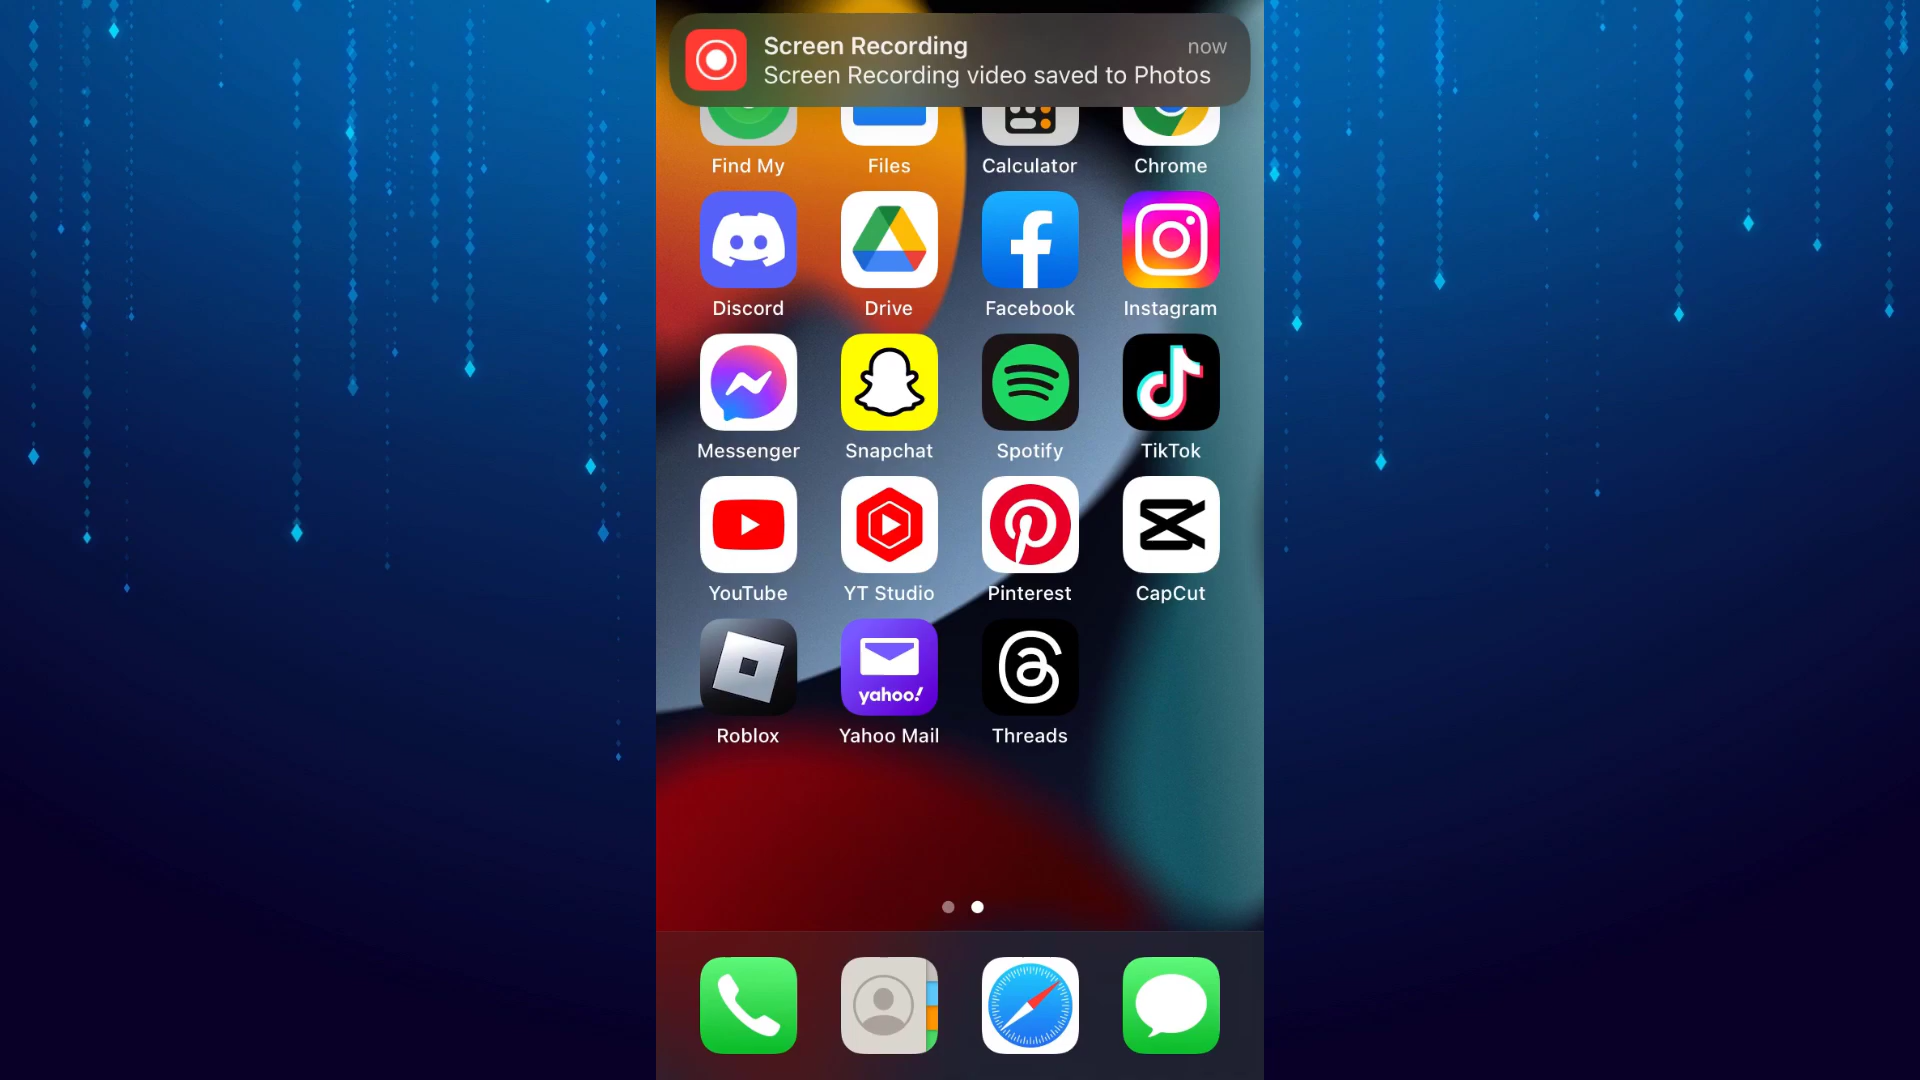 Screen Recording now
Screen Recording video saved to Photos
Find My Files Calculator Chrome
Discord Drive Facebook Instagram
Messenger Snapchat Spotify TikTok
YouTube YT Studio Pinterest CapCut
yahoo!
Roblox Yahoo Mail Threads